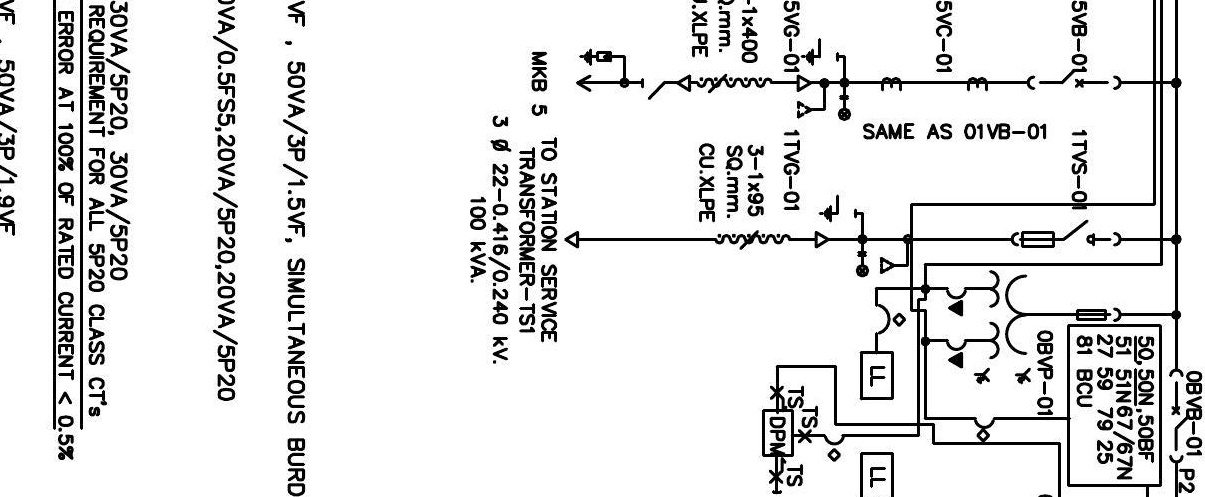 0BVB-01
P2
50,50N,50BF
51 51N67/67N
27 59 79 25
81 BCU
5VB-01
1TVS-01
0BVP-01
5VC-01
SAME AS 01VB-01
LL
LL
5VG-01
1TVG-01
TS
TS
TS
DPM
-1x400
Q.mm.
U.XLPE
3-1x95
SQ.mm.
CU.XLPE
MKB 5
TO STATION SERVICE
TRANSFORMER-TS1
3 Ø 22-0.416/0.240 kV.
100 kVA.
VF , 50VA/3P/1.5VF, SIMULTANEOUS BURD
0VA/0.5FS5,20VA/5P20,20VA/5P20
30VA/5P20, 30VA/5P20
REQUIREMENT FOR ALL 5P20 CLASS CT's
ERROR AT 100% OF RATED CURRENT < 0.5%
VF , 50VA/3P/1.9VF